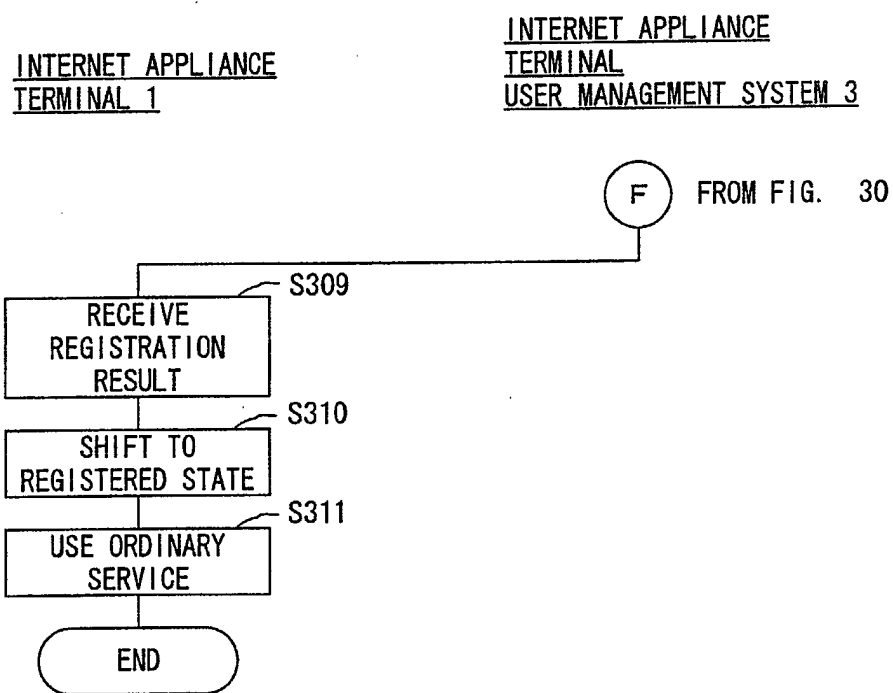 INTERNET APPLIANCE
TERMINAL 1
INTERNET APPLIANCE
TERMINAL
USER MANAGEMENT SYSTEM 3
F
FROM FIG. 30
S309
RECEIVE
REGISTRATION
RESULT
S310
SHIFT TO
REGISTERED STATE
S311
USE ORDINARY
SERVICE
END